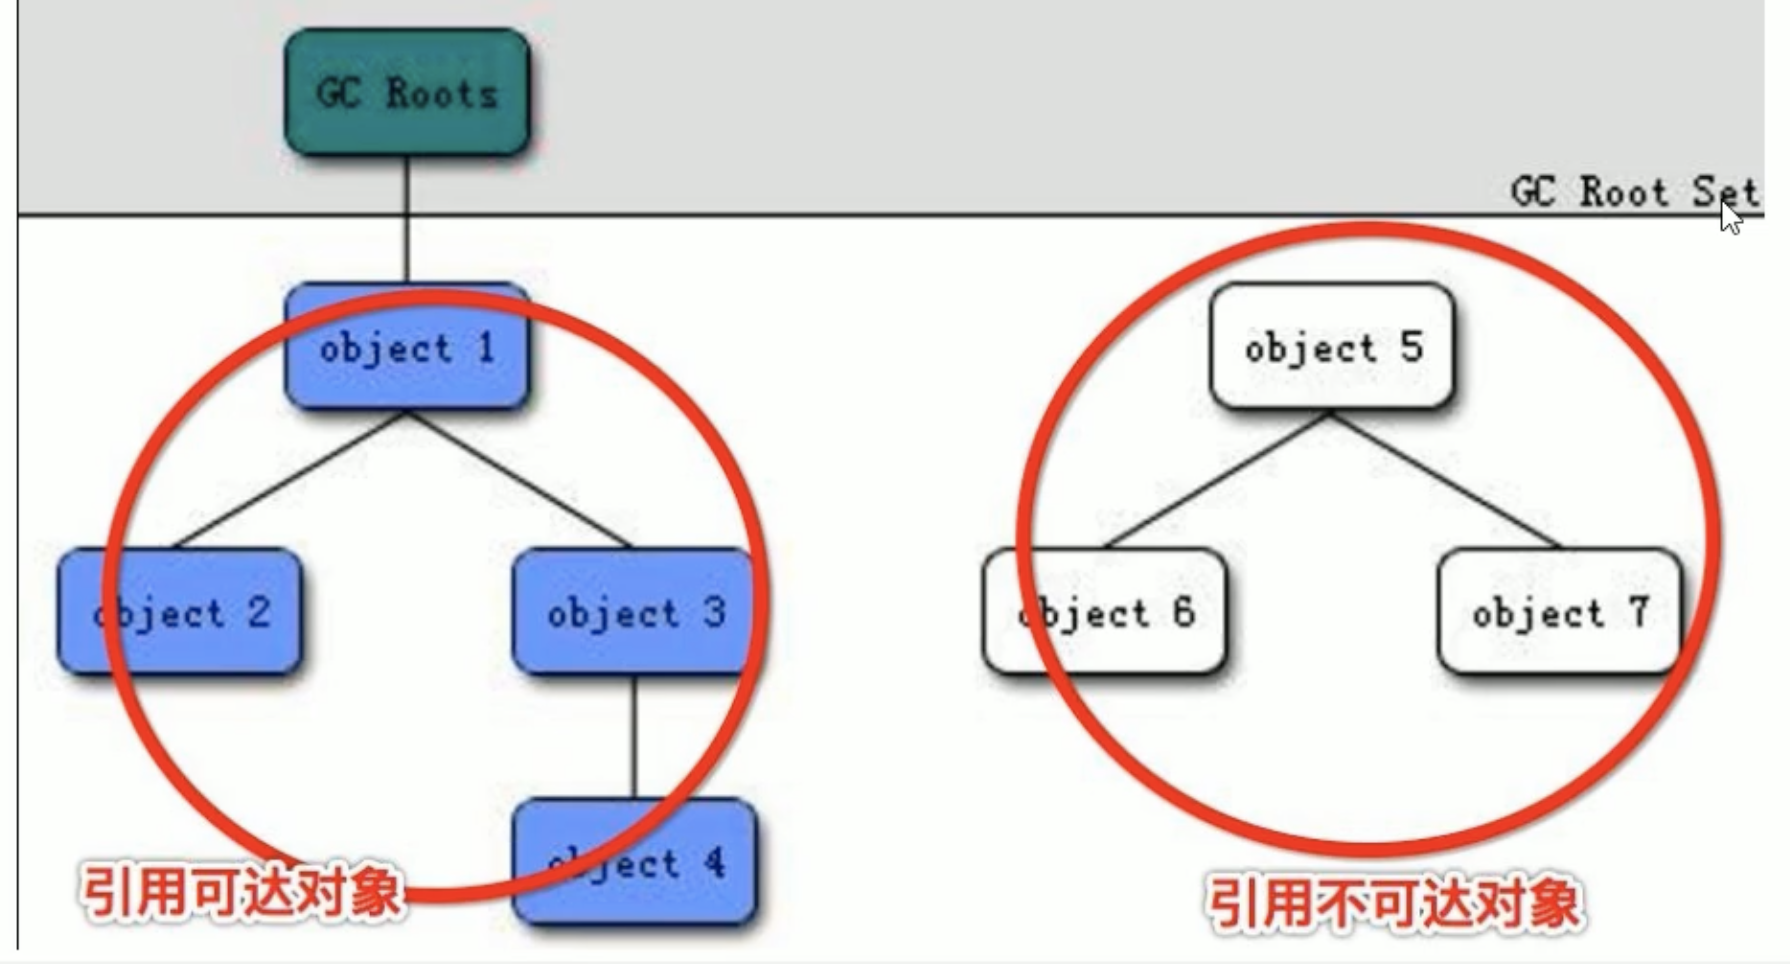 GC Roots
GC Root Set
object 1
object 5
object 2
object 3
object 6
object 7
object 4
引用可达对象
引用不可达对象